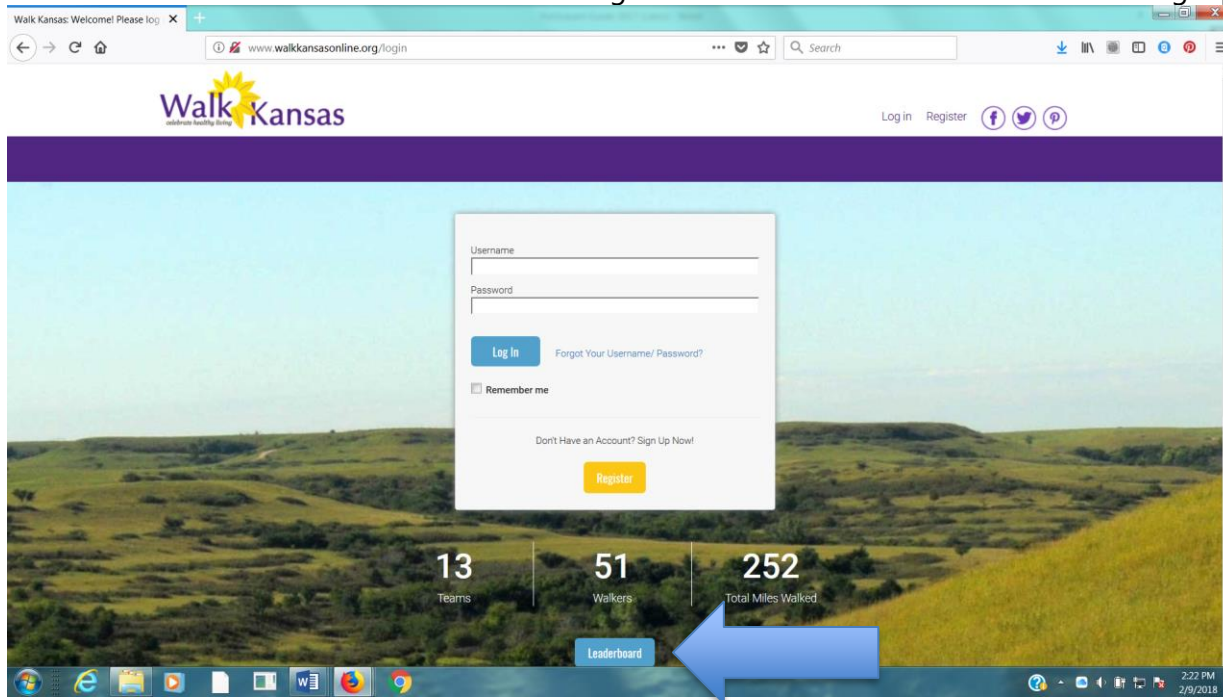 Walk Kansas: Welcome! Please log
www.walkkansasonline.org/login
Search
Walk Kansas
celebrate healthy living
Log in Register
Username
Password
Log In Forgot Your Username/ Password?
Remember me
Don't Have an Account? Sign Up Now!
Register
13 51 252
Teams Walkers Total Miles Walked
Leaderboard
2:22 PM
2/9/2018